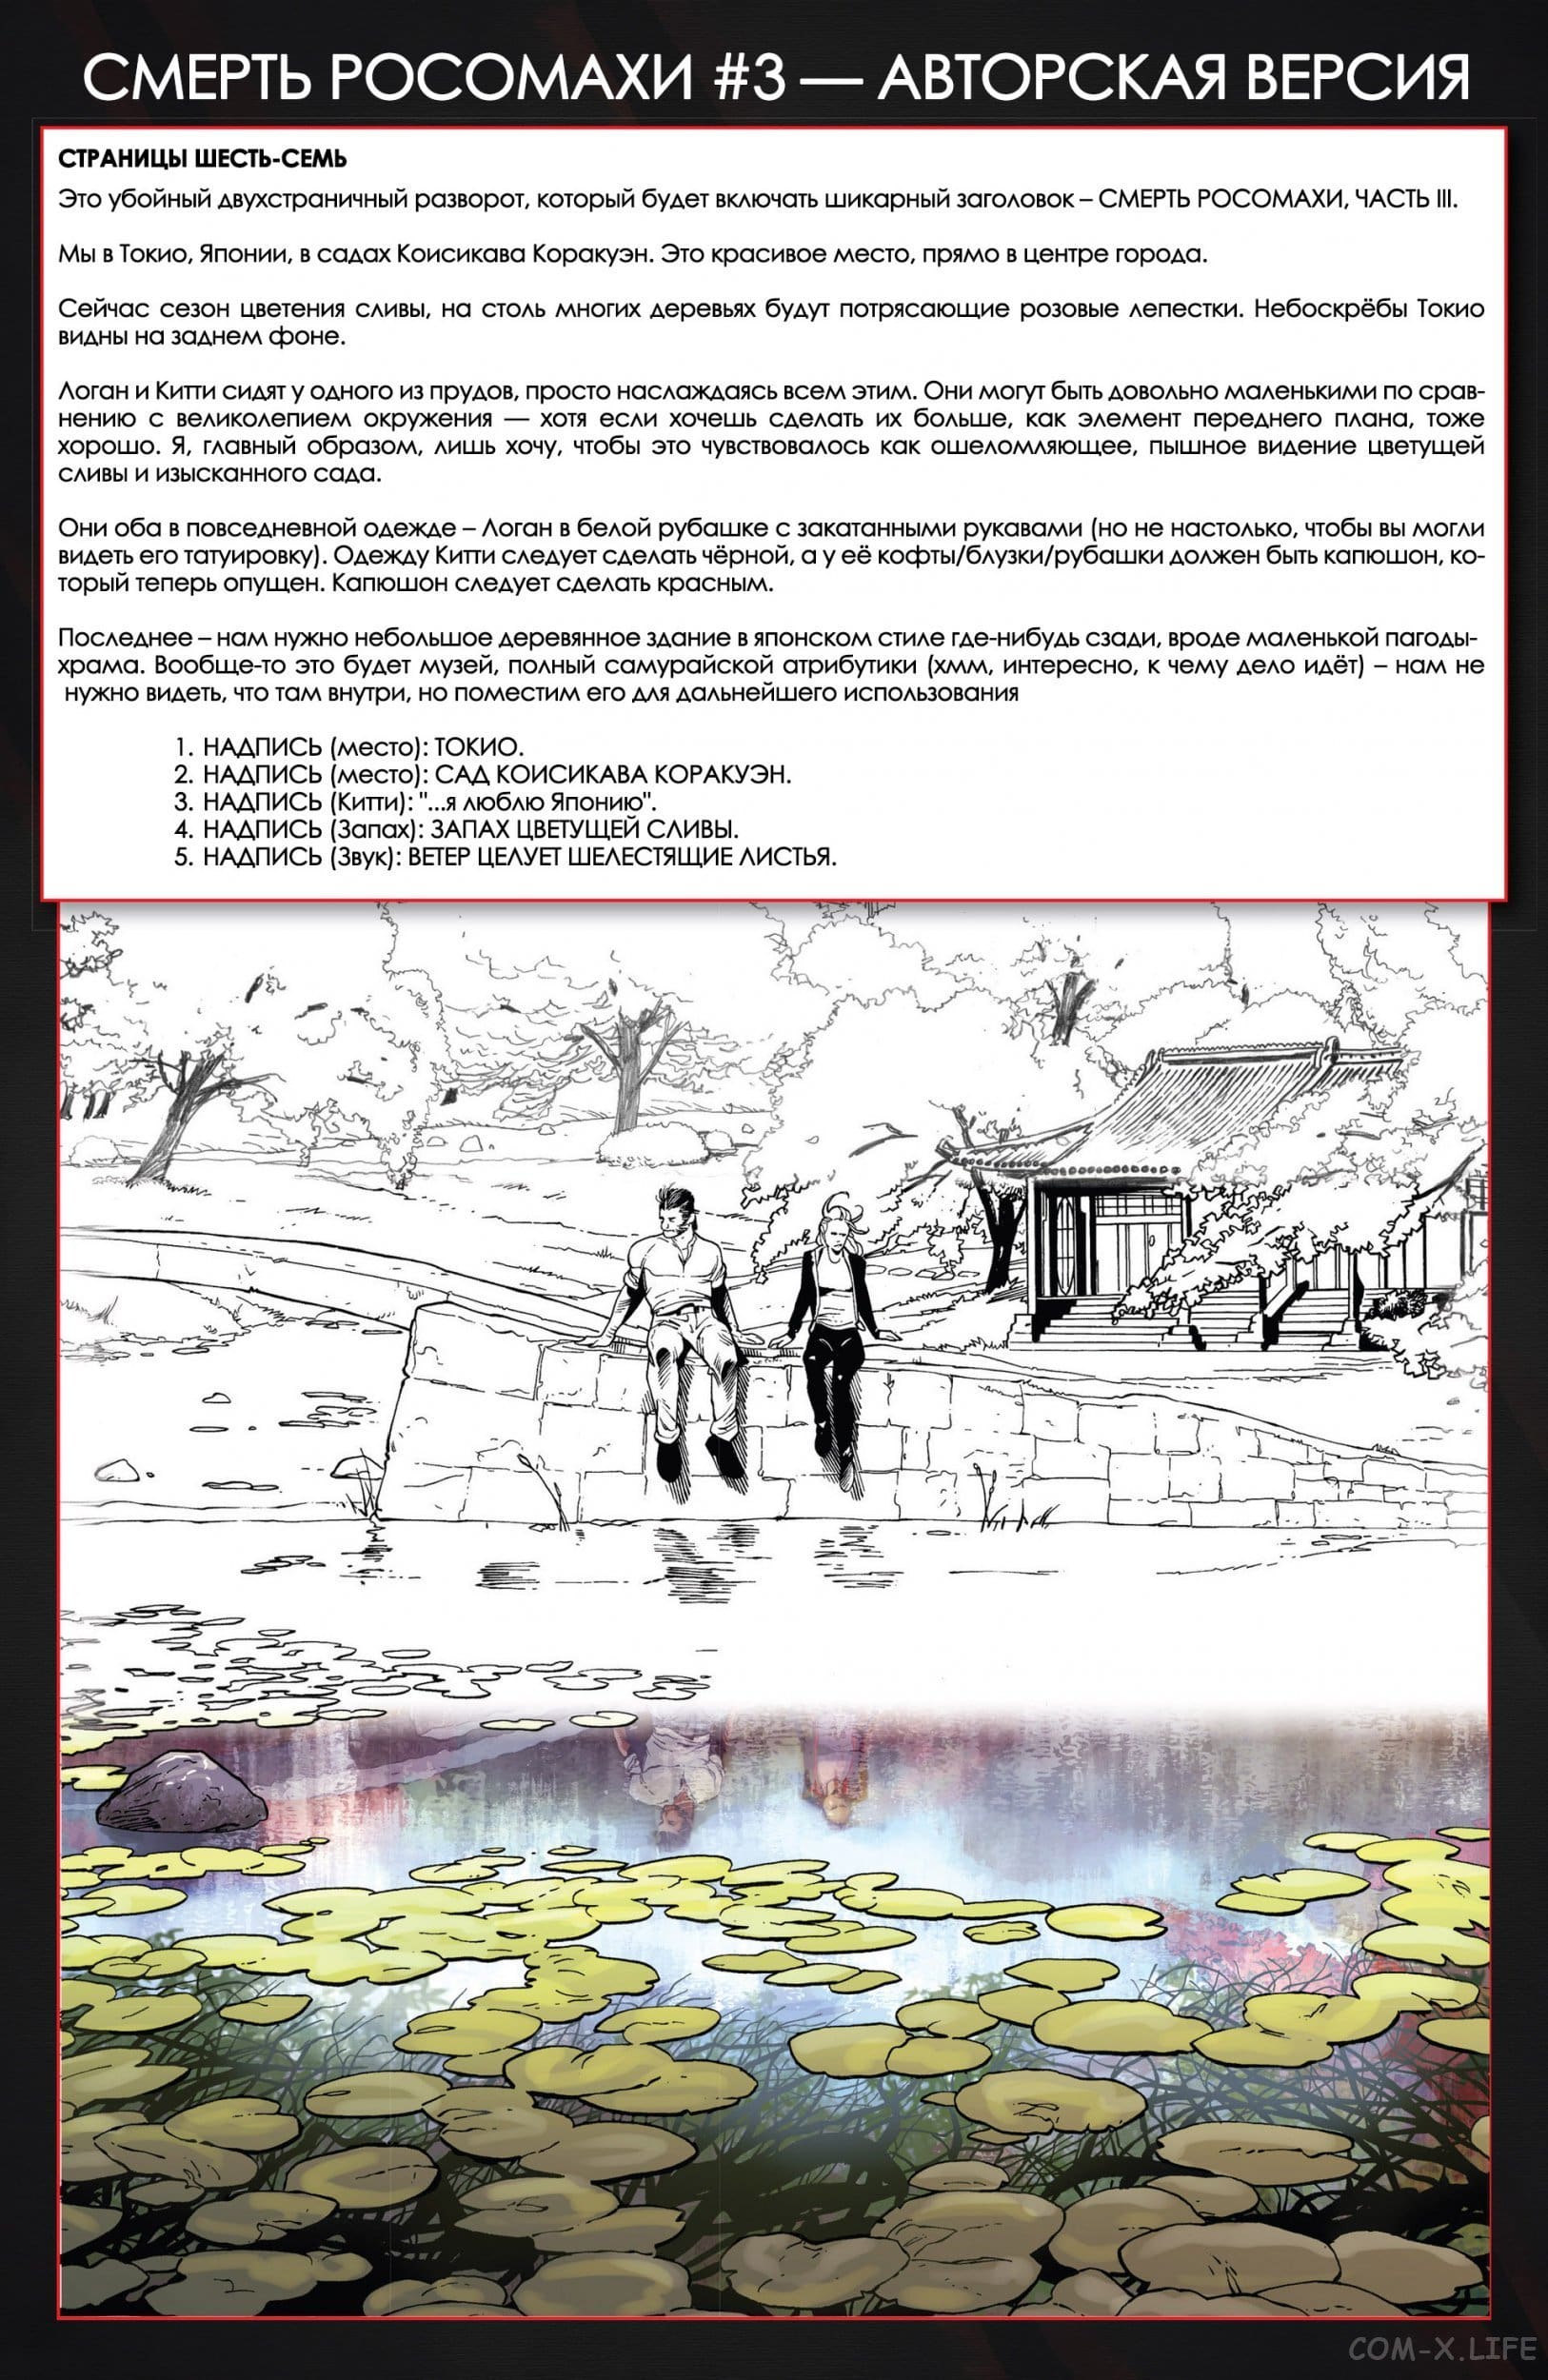 СМЕРТЬ РОСОМАХИ #3 — АВТОРСКАЯ ВЕРСИЯ
СТРАНИЦЫ ШЕСТЬ-СЕМЬ
Это убойный двухстраничный разворот, который будет включать шикарный заголовок – СМЕРТЬ РОСОМАХИ, ЧАСТЬ III.
Мы в Токио, Японии, в садах Коисикава Коракуэн. Это красивое место, прямо в центре города.
Сейчас сезон цветения сливы, на столь многих деревьях будут потрясающие розовые лепестки. Небоскрёбы Токио
видны на заднем фоне.
Логан и Китти сидят у одного из прудов, просто наслаждаясь всем этим. Они могут быть довольно маленькими по срав-
нению с великолепием окружения — хотя если хочешь сделать их больше, как элемент переднего плана, тоже
хорошо. Я, главный образом, лишь хочу, чтобы это чувствовалось как ошеломляющее, пышное видение цветущей
сливы и изысканного сада.
Они оба в повседневной одежде – Логан в белой рубашке с закатанными рукавами (но не настолько, чтобы вы могли
видеть его татуировку). Одежду Китти следует сделать чёрной, а у её кофты/блузки/рубашки должен быть капюшон, ко-
торый теперь опущен. Капюшон следует сделать красным.
Последнее – нам нужно небольшое деревянное здание в японском стиле где-нибудь сзади, вроде маленькой пагоды-
храма. Вообще-то это будет музей, полный самурайской атрибутики (хмм, интересно, к чему дело идёт) – нам не
нужно видеть, что там внутри, но поместим его для дальнейшего использования
1. НАДПИСЬ (место): ТОКИО.
2. НАДПИСЬ (место): САД КОИСИКАВА КОРАКУЭН.
3. НАДПИСЬ (Китти): "...я люблю Японию".
4. НАДПИСЬ (Запах): ЗАПАХ ЦВЕТУЩЕЙ СЛИВЫ.
5. НАДПИСЬ (Звук): ВЕТЕР ЦЕЛУЕТ ШЕЛЕСТЯЩИЕ ЛИСТЬЯ.
COM-X.LIFE